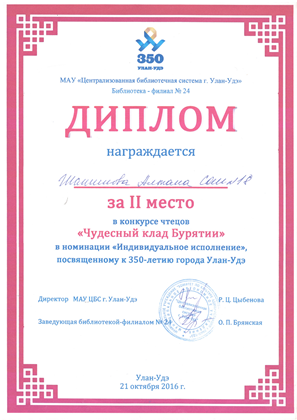 350
УЛАН-УДЭ
МАУ «Централизованная библиотечная система г. Улан-Удэ»
Библиотека - филиал № 24
ДИПЛОМ
награждается
Алтана
за II место
в конкурсе чтецов
«Чудесный клад Бурятии»
в номинации «Индивидуальное исполнение»,
посвященному к 350-летию города Улан-Удэ
Директор МАУ ЦБС г. Улан-Удэ Р. Ц. Цыбенова
Заведующая библиотекой-филиалом № 24 О. П. Брянская
Улан-Удэ
21 октября 2016 г.